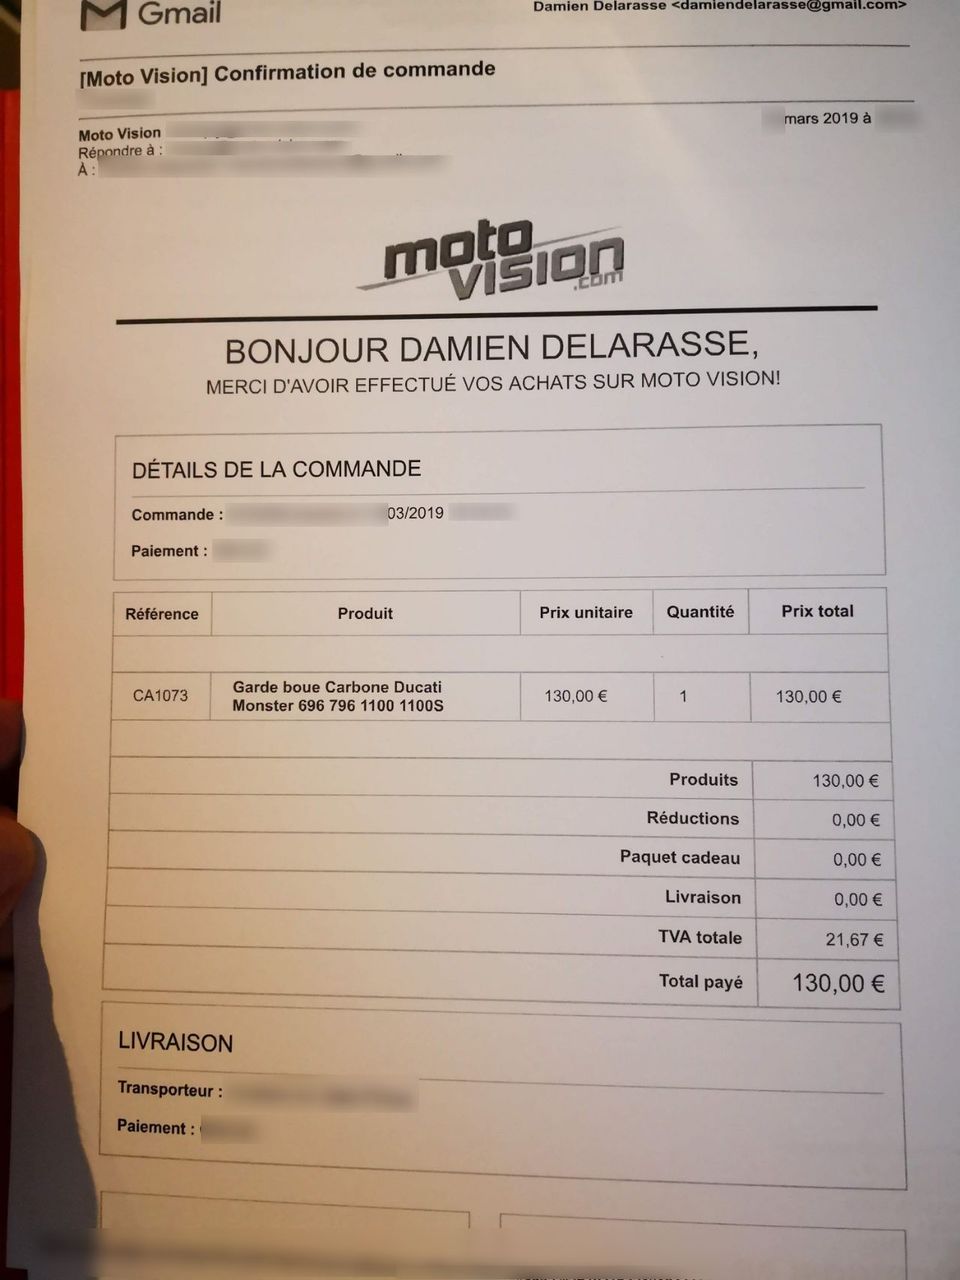 Gmail
Damien Delarasse <damiendelarasse@gmail.com>
[Moto Vision] Confirmation de commande
Moto Vision
mars 2019 à
Répondre à :
À :
moto
vision
.com
BONJOUR DAMIEN DELARASSE,
MERCI D'AVOIR EFFECTUÉ VOS ACHATS SUR MOTO VISION!
DÉTAILS DE LA COMMANDE
Commande : 03/2019
Paiement :
Référence Produit Prix unitaire Quantité Prix total
CA1073 Garde boue Carbone Ducati 130,00 € 1 130,00 €
Monster 696 796 1100 1100S
Produits 130,00 €
Réductions 0,00 €
Paquet cadeau 0,00 €
Livraison 0,00 €
TVA totale 21,67 €
Total payé 130,00 €
LIVRAISON
Transporteur :
Paiement :